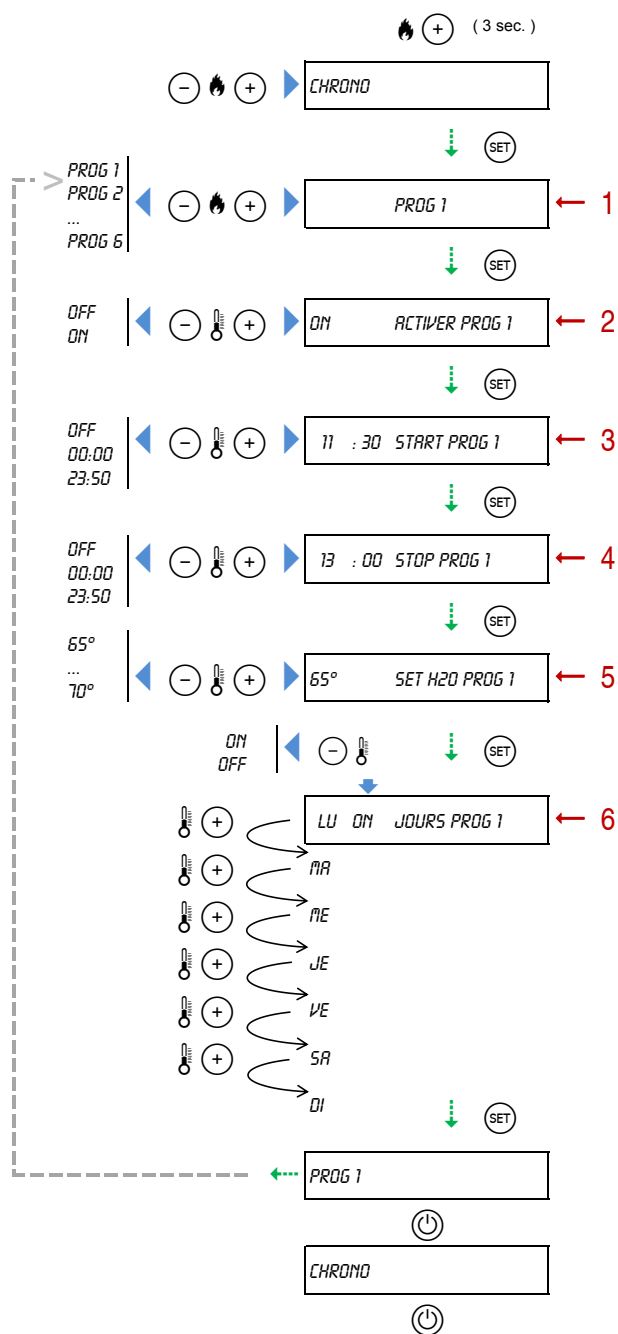 + ( 3 sec. )
− + CHRONO
SET
PROG 1
PROG 2
...
PROG 6
− + PROG 1 1
SET
OFF
ON
− + ON ACTIVER PROG 1 2
SET
OFF
00:00
23:50
− + 11 : 30 START PROG 1 3
SET
OFF
00:00
23:50
− + 13 : 00 STOP PROG 1 4
SET
65°
...
70°
− + 65° SET H2O PROG 1 5
ON
OFF
− SET
+ LU ON JOURS PROG 1 6
+ MA
+ ME
+ JE
+ VE
+ SA
DI
SET
PROG 1
CHRONO